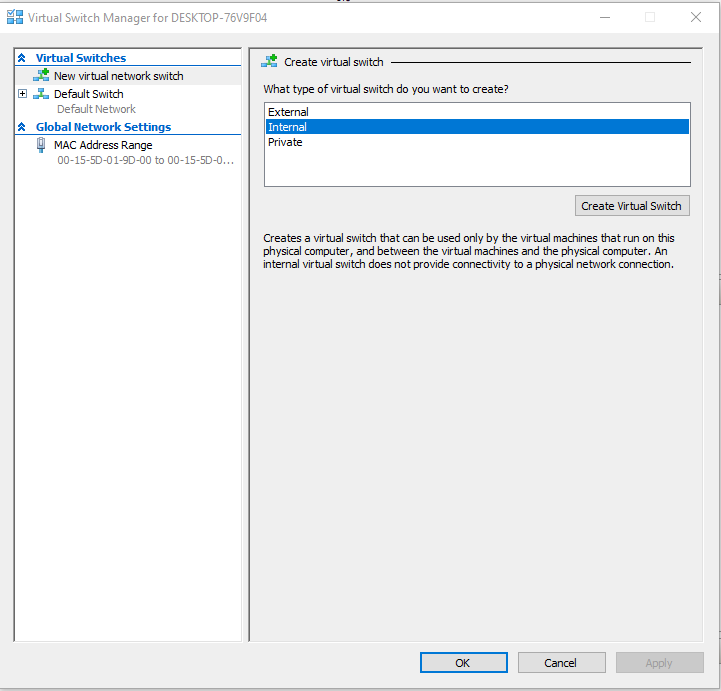 Virtual Switch Manager for DESKTOP-76V9F04
Virtual Switches
New virtual network switch
Default Switch
Default Network
Global Network Settings
MAC Address Range
00-15-5D-01-9D-00 to 00-15-5D-0...
Create virtual switch
What type of virtual switch do you want to create?
External
Internal
Private
Create Virtual Switch
Creates a virtual switch that can be used only by the virtual machines that run on this
physical computer, and between the virtual machines and the physical computer. An
internal virtual switch does not provide connectivity to a physical network connection.
OK
Cancel
Apply